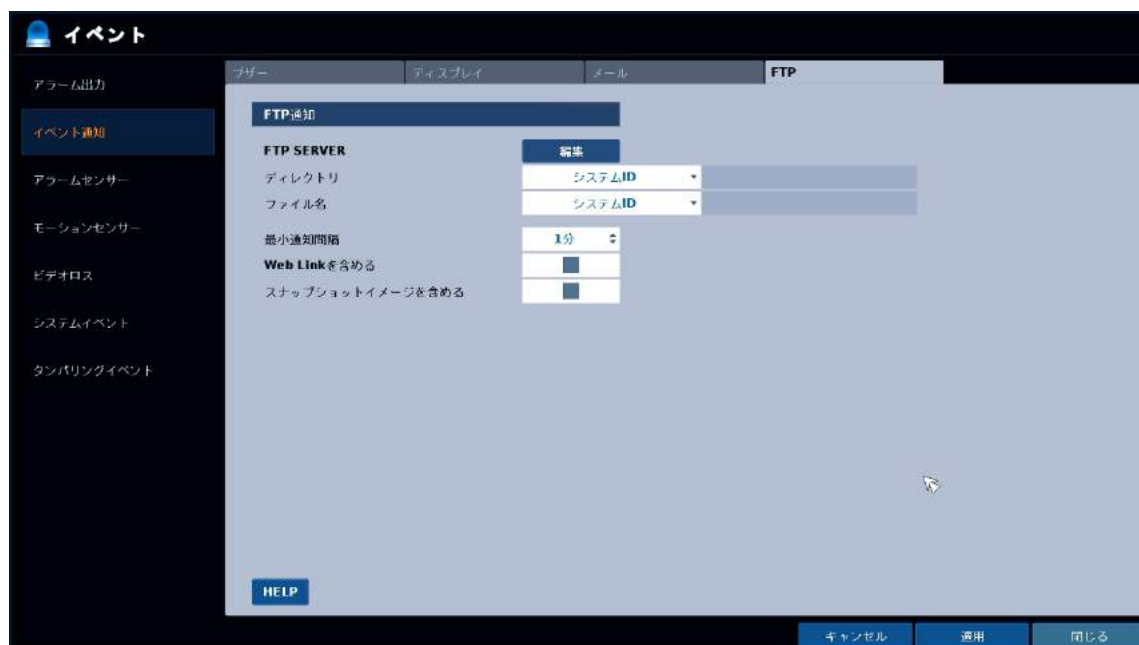 イベント
アラーム出力
イベント通知
アラームセンサー
モーションセンサー
ビデオロス
システムイベント
タンパリングイベント
ブザー ディスプレイ メール FTP
FTP通知
FTP SERVER 編集
ディレクトリ システムID
ファイル名 システムID
最小通知間隔 1分
Web Linkを含める
スナップショットイメージを含める
HELP
キャンセル 適用 閉じる